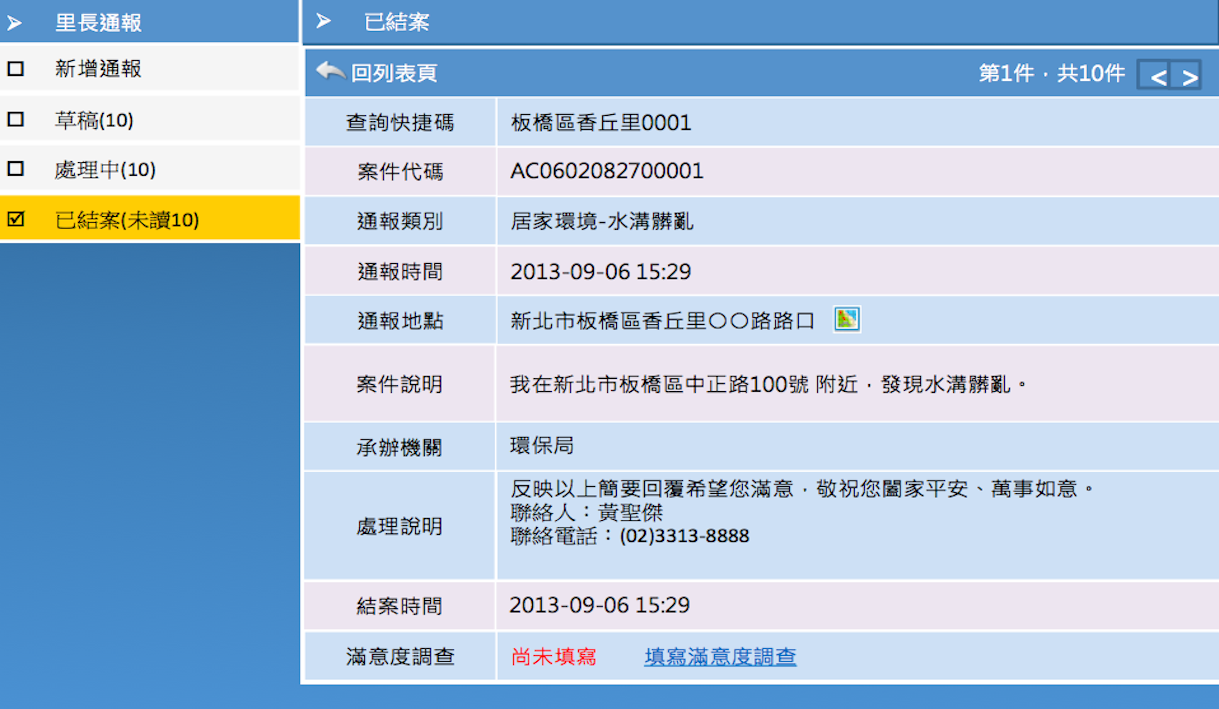 里長通報
新增通報
草稿(10)
處理中(10)
已結案(未讀10)
已結案
回列表頁 第1件，共10件 < >
查詢快捷碼 板橋區香丘里0001
案件代碼 AC0602082700001
通報類別 居家環境-水溝髒亂
通報時間 2013-09-06 15:29
通報地點 新北市板橋區香丘里〇〇路路口
案件說明 我在新北市板橋區中正路100號 附近，發現水溝髒亂。
承辦機關 環保局
處理說明 反映以上簡要回覆希望您滿意，敬祝您闔家平安、萬事如意。
聯絡人：黃聖傑
聯絡電話：(02)3313-8888
結案時間 2013-09-06 15:29
滿意度調查 尚未填寫 填寫滿意度調查